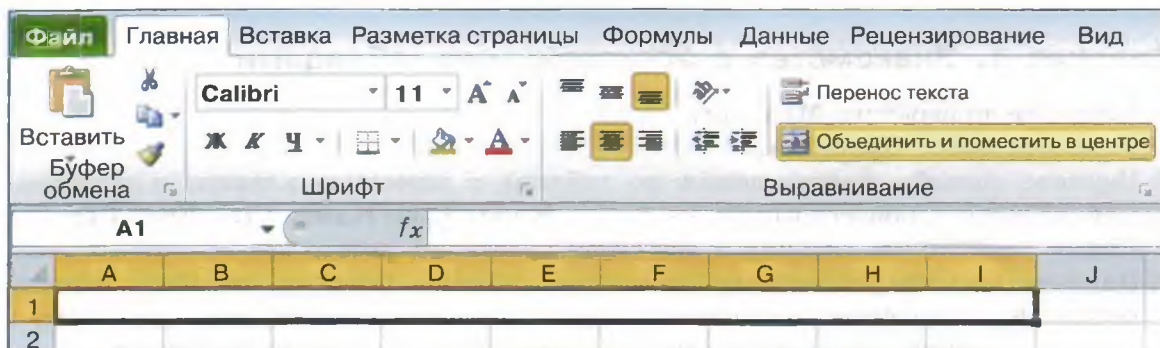 Файл Главная Вставка Разметка страницы Формулы Данные Рецензирование Вид
Calibri 11 A A Перенос текста
Вставить Ж К Ч Объединить и поместить в центре
Буфер обмена Шрифт Выравнивание
A1 fx
A B C D E F G H I J
1
2